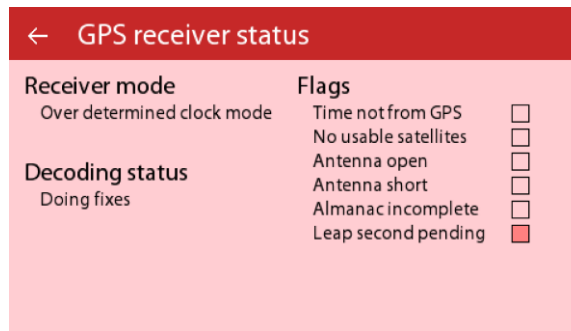 ← GPS receiver status
Receiver mode
Over determined clock mode
Decoding status
Doing fixes
Flags
Time not from GPS
No usable satellites
Antenna open
Antenna short
Almanac incomplete
Leap second pending